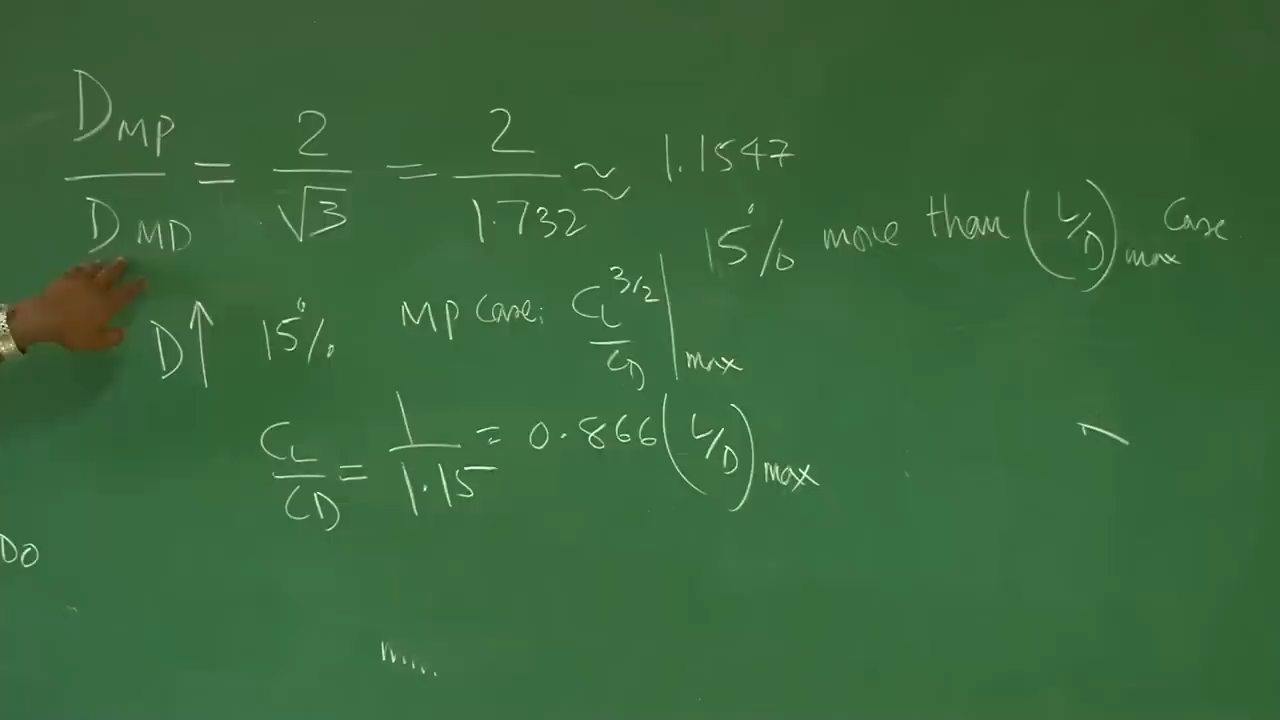 D_MP / D_MD = 2 / √3 = 2 / 1.732 ≈ 1.1547
15% more than (L/D)_max Case
D↑ 15% MP Case: C_L^{3/2} / C_D |_max
C_L / C_D = 1 / 1.15 = 0.866 (L/D)_max
DO